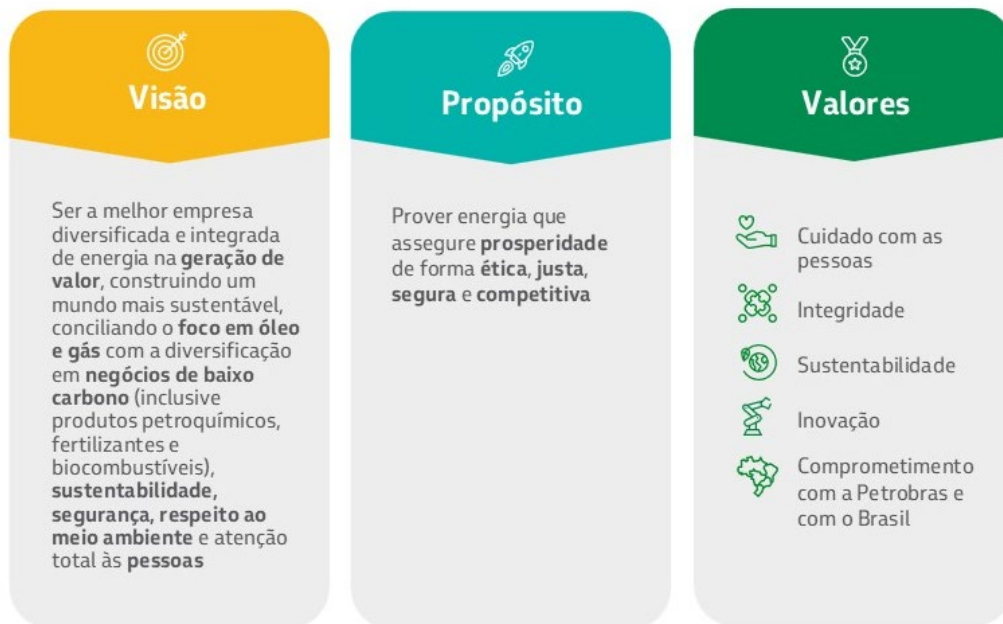 Visão
Ser a melhor empresa
diversificada e integrada
de energia na geração de
valor, construindo um
mundo mais sustentável,
conciliando o foco em óleo
e gás com a diversificação
em negócios de baixo
carbono (inclusive
produtos petroquímicos,
fertilizantes e
biocombustíveis),
sustentabilidade,
segurança, respeito ao
meio ambiente e atenção
total às pessoas
Propósito
Prover energia que
assegure prosperidade
de forma ética, justa,
segura e competitiva
Valores
Cuidado com as
pessoas
Integridade
Sustentabilidade
Inovação
Comprometimento
com a Petrobras e
com o Brasil